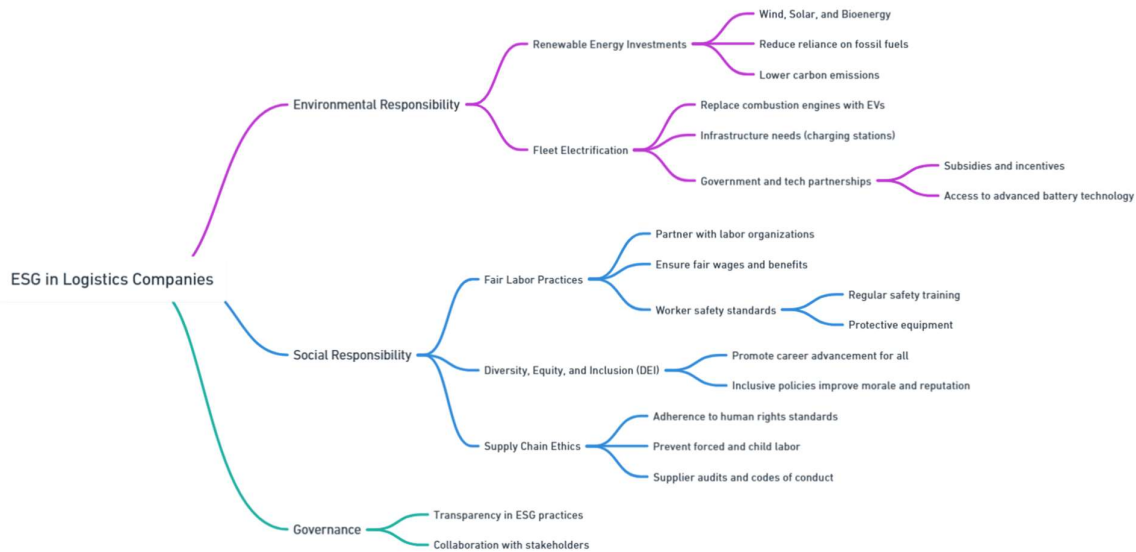 ESG in Logistics Companies
Environmental Responsibility
Renewable Energy Investments
Wind, Solar, and Bioenergy
Reduce reliance on fossil fuels
Lower carbon emissions
Fleet Electrification
Replace combustion engines with EVs
Infrastructure needs (charging stations)
Government and tech partnerships
Subsidies and incentives
Access to advanced battery technology
Social Responsibility
Fair Labor Practices
Partner with labor organizations
Ensure fair wages and benefits
Worker safety standards
Regular safety training
Protective equipment
Diversity, Equity, and Inclusion (DEI)
Promote career advancement for all
Inclusive policies improve morale and reputation
Supply Chain Ethics
Adherence to human rights standards
Prevent forced and child labor
Supplier audits and codes of conduct
Governance
Transparency in ESG practices
Collaboration with stakeholders